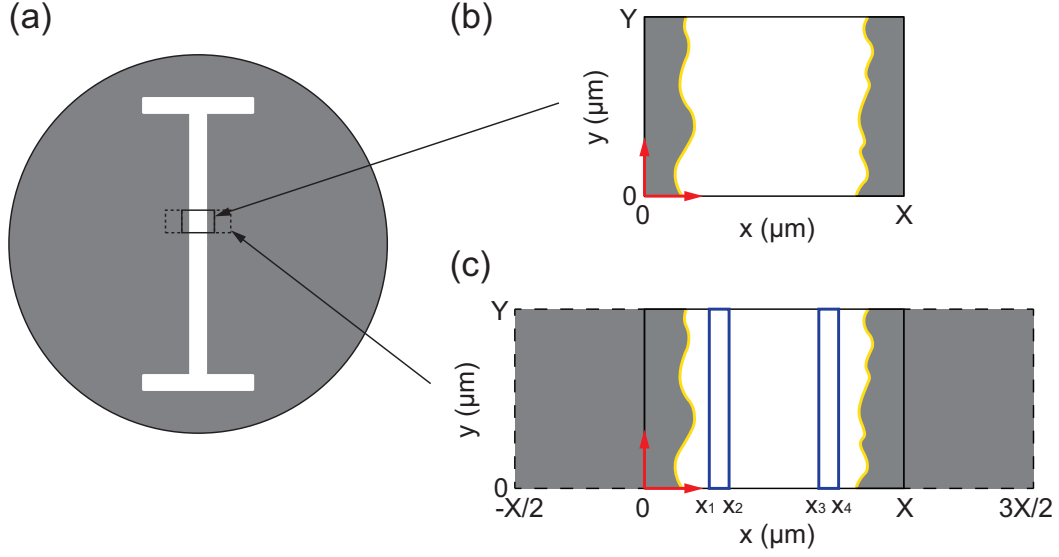 (a)
(b)
Y
y (µm)
0
0
X
x (µm)
(c)
Y
y (µm)
0
-X/2
0
x₁
x₂
x₃
x₄
X
3X/2
x (µm)